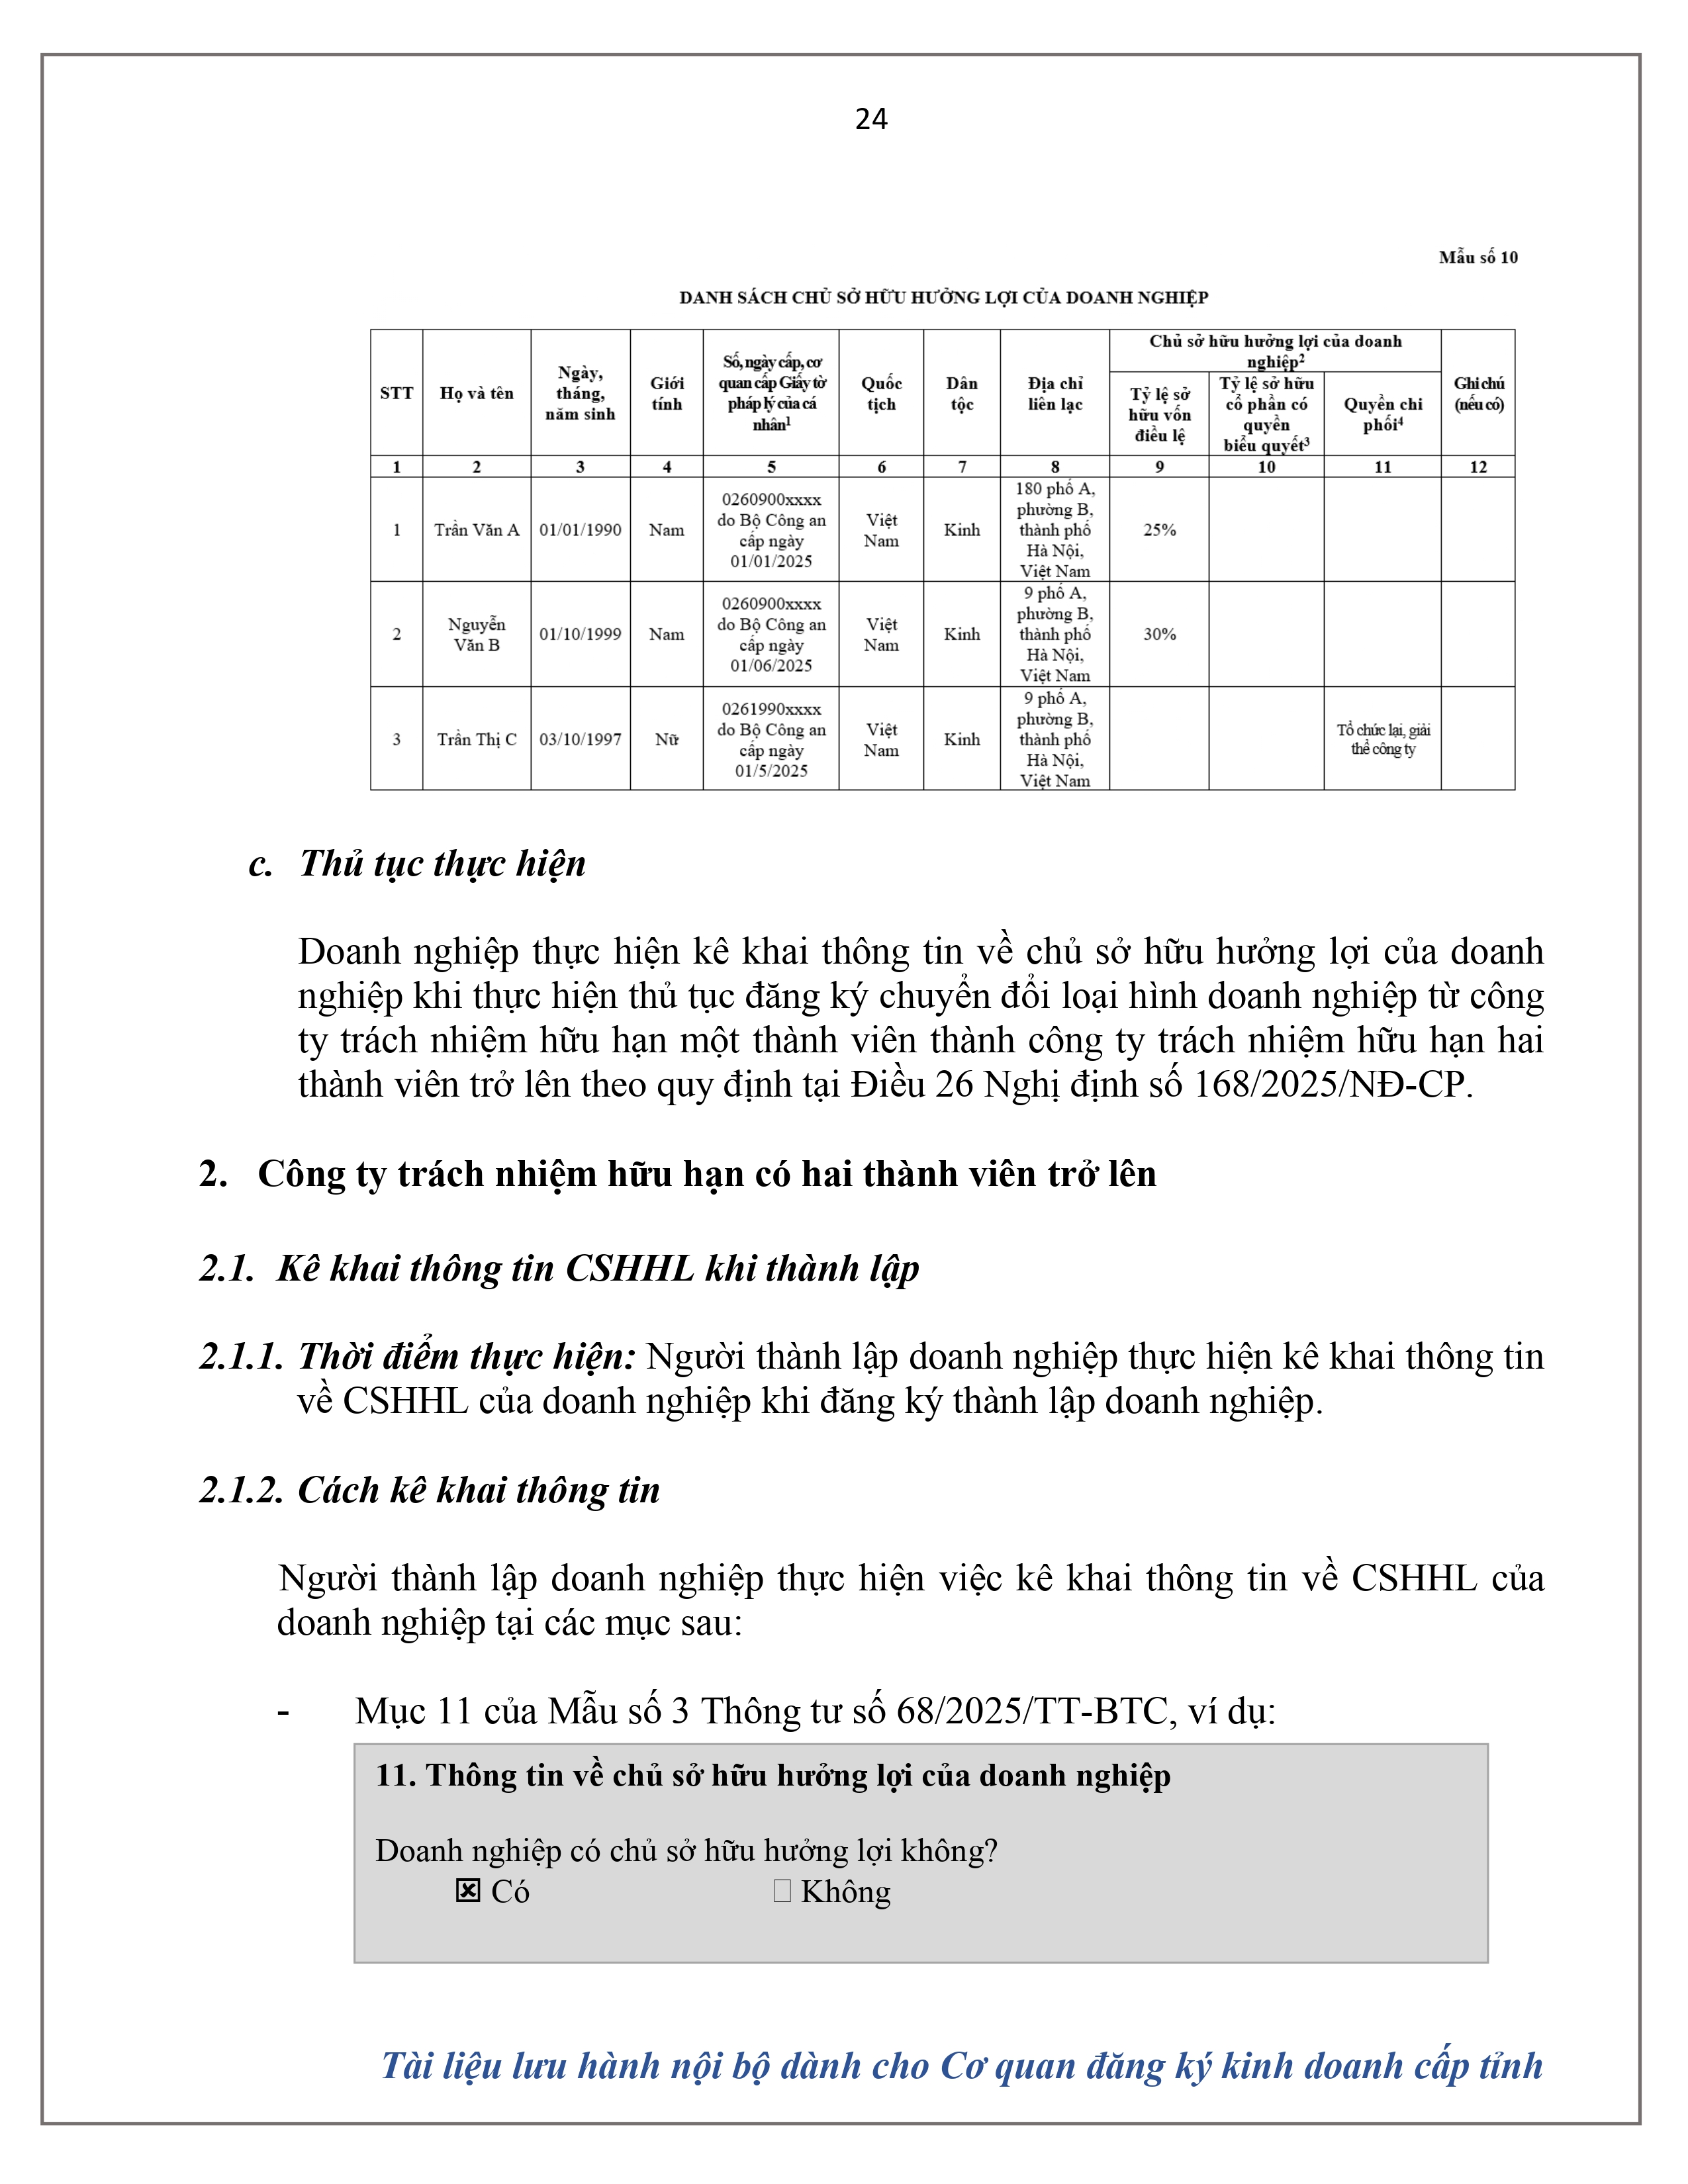 24
Mẫu số 10
DANH SÁCH CHỦ SỞ HỮU HƯỞNG LỢI CỦA DOANH NGHIỆP
STT | Họ và tên | Ngày, tháng, năm sinh | Giới tính | Số, ngày cấp, cơ quan cấp Giấy tờ pháp lý của cá nhân1 | Quốc tịch | Dân tộc | Địa chỉ liên lạc | Chủ sở hữu hưởng lợi của doanh nghiệp2 | Tỷ lệ sở hữu vốn điều lệ | Tỷ lệ sở hữu cổ phần có quyền biểu quyết3 | Quyền chi phối4 | Ghi chú (nếu có)
1 | 2 | 3 | 4 | 5 | 6 | 7 | 8 | 9 | 10 | 11 | 12
1 | Trần Văn A | 01/01/1990 | Nam | 0260900xxxx do Bộ Công an cấp ngày 01/01/2025 | Việt Nam | Kinh | 180 phố A, phường B, thành phố Hà Nội, Việt Nam | 25%
2 | Nguyễn Văn B | 01/10/1999 | Nam | 0260900xxxx do Bộ Công an cấp ngày 01/06/2025 | Việt Nam | Kinh | 9 phố A, phường B, thành phố Hà Nội, Việt Nam | 30%
3 | Trần Thị C | 03/10/1997 | Nữ | 0261990xxxx do Bộ Công an cấp ngày 01/5/2025 | Việt Nam | Kinh | 9 phố A, phường B, thành phố Hà Nội, Việt Nam | Tổ chức lại, giải thể công ty
c. Thủ tục thực hiện
Doanh nghiệp thực hiện kê khai thông tin về chủ sở hữu hưởng lợi của doanh
nghiệp khi thực hiện thủ tục đăng ký chuyển đổi loại hình doanh nghiệp từ công
ty trách nhiệm hữu hạn một thành viên thành công ty trách nhiệm hữu hạn hai
thành viên trở lên theo quy định tại Điều 26 Nghị định số 168/2025/NĐ-CP.
2. Công ty trách nhiệm hữu hạn có hai thành viên trở lên
2.1. Kê khai thông tin CSHHL khi thành lập
2.1.1. Thời điểm thực hiện: Người thành lập doanh nghiệp thực hiện kê khai thông tin
về CSHHL của doanh nghiệp khi đăng ký thành lập doanh nghiệp.
2.1.2. Cách kê khai thông tin
Người thành lập doanh nghiệp thực hiện việc kê khai thông tin về CSHHL của
doanh nghiệp tại các mục sau:
- Mục 11 của Mẫu số 3 Thông tư số 68/2025/TT-BTC, ví dụ:
11. Thông tin về chủ sở hữu hưởng lợi của doanh nghiệp
Doanh nghiệp có chủ sở hữu hưởng lợi không?
☒ Có ☐ Không
Tài liệu lưu hành nội bộ dành cho Cơ quan đăng ký kinh doanh cấp tỉnh